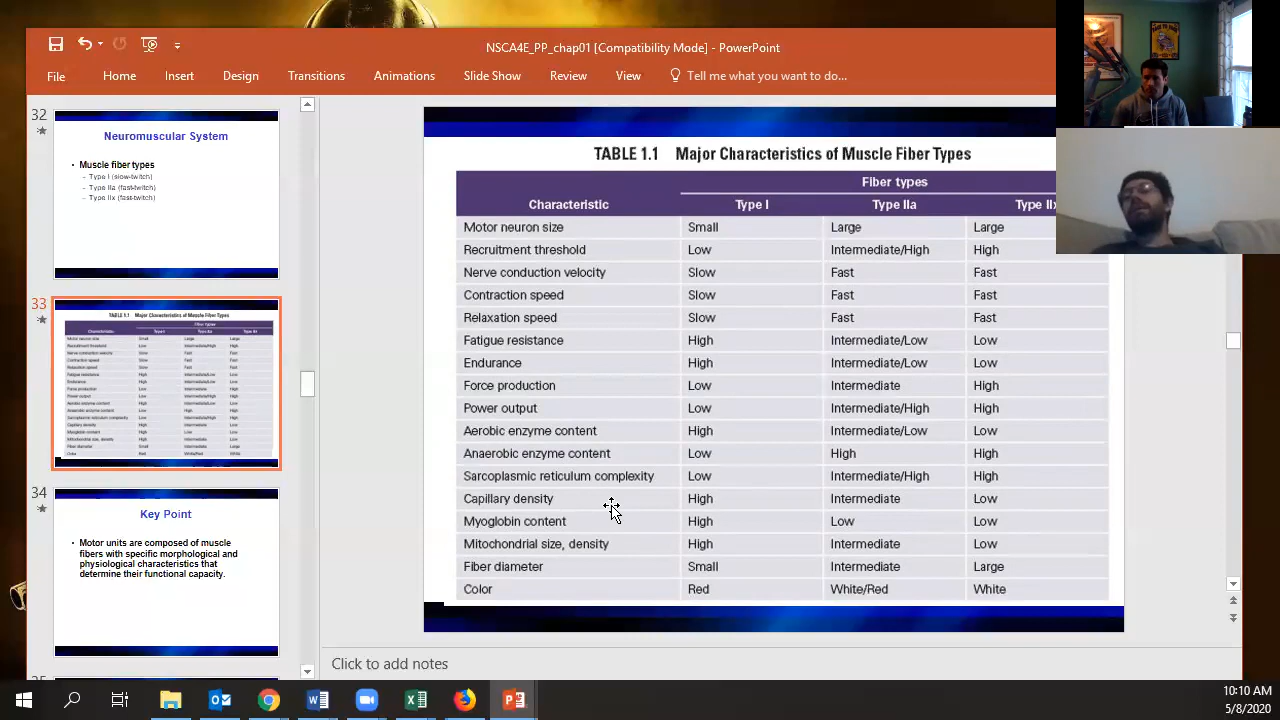 NSCA4E_PP_chap01 [Compatibility Mode] - PowerPoint
File Home Insert Design Transitions Animations Slide Show Review View Tell me what you want to do...
32
Neuromuscular System
• Muscle fiber types
– Type I (slow-twitch)
– Type IIa (fast-twitch)
– Type IIx (fast-twitch)
33
TABLE 1.1 Major Characteristics of Muscle Fiber Types
34
Key Point
• Motor units are composed of muscle
fibers with specific morphological and
physiological characteristics that
determine their functional capacity.
TABLE 1.1 Major Characteristics of Muscle Fiber Types
Fiber types
Characteristic Type I Type IIa Type IIx
Motor neuron size Small Large Large
Recruitment threshold Low Intermediate/High High
Nerve conduction velocity Slow Fast Fast
Contraction speed Slow Fast Fast
Relaxation speed Slow Fast Fast
Fatigue resistance High Intermediate/Low Low
Endurance High Intermediate/Low Low
Force production Low Intermediate High
Power output Low Intermediate/High High
Aerobic enzyme content High Intermediate/Low Low
Anaerobic enzyme content Low High High
Sarcoplasmic reticulum complexity Low Intermediate/High High
Capillary density High Intermediate Low
Myoglobin content High Low Low
Mitochondrial size, density High Intermediate Low
Fiber diameter Small Intermediate Large
Color Red White/Red White
Click to add notes
10:10 AM
5/8/2020